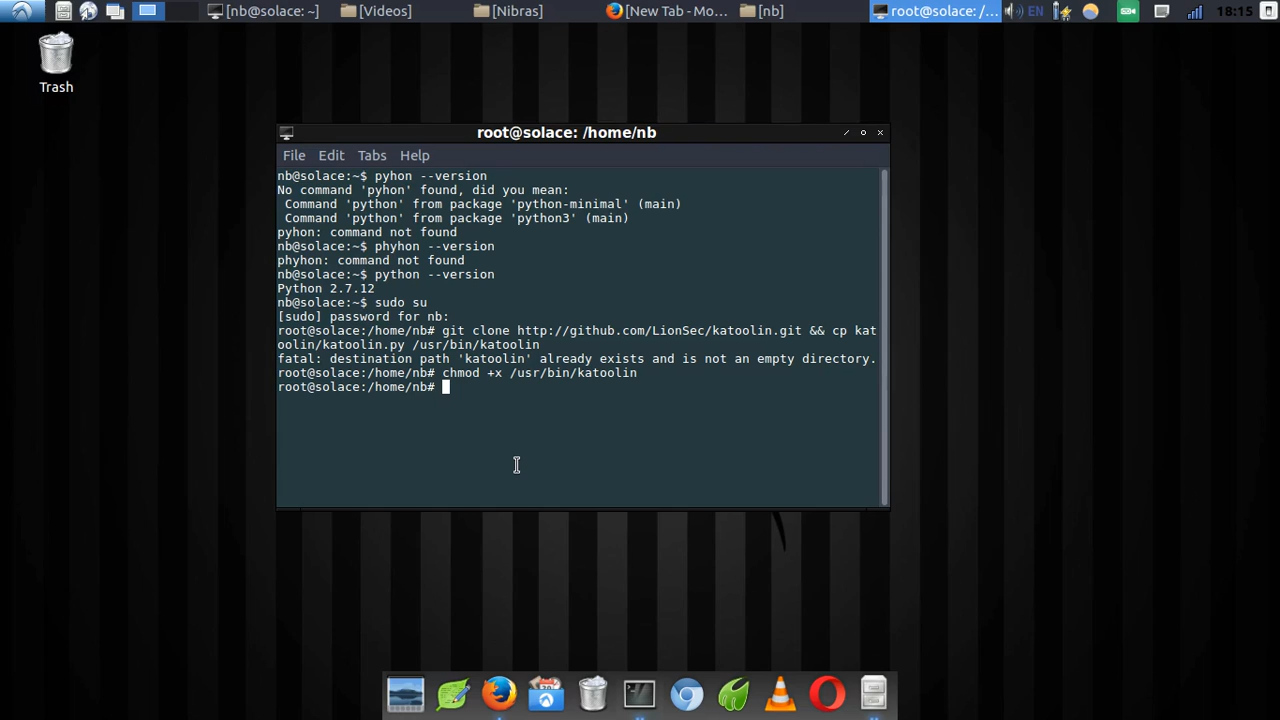 [nb@solace: ~]
[Videos]
[Nibras]
[New Tab - Mo...
[nb]
root@solace: /...
EN
18:15
Trash
root@solace: /home/nb
File Edit Tabs Help
nb@solace:~$ pyhon --version
No command 'pyhon' found, did you mean:
Command 'python' from package 'python-minimal' (main)
Command 'python' from package 'python3' (main)
pyhon: command not found
nb@solace:~$ phyhon --version
phyhon: command not found
nb@solace:~$ python --version
Python 2.7.12
nb@solace:~$ sudo su
[sudo] password for nb:
root@solace:/home/nb# git clone http://github.com/LionSec/katoolin.git && cp kat
oolin/katoolin.py /usr/bin/katoolin
fatal: destination path 'katoolin' already exists and is not an empty directory.
root@solace:/home/nb# chmod +x /usr/bin/katoolin
root@solace:/home/nb#